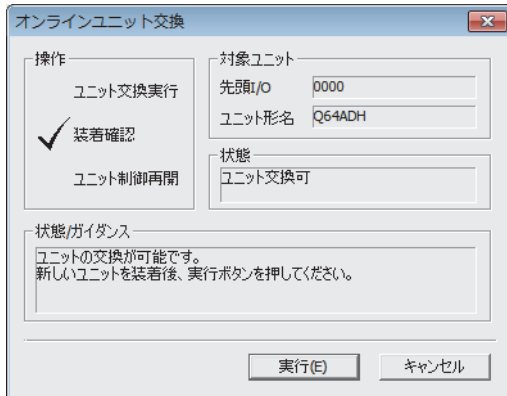 オンラインユニット交換
操作
ユニット交換実行
装着確認
ユニット制御再開
対象ユニット
先頭I/O 0000
ユニット形名 Q64ADH
状態
ユニット交換可
状態/ガイダンス
ユニットの交換が可能です。
新しいユニットを装着後、実行ボタンを押してください。
実行(E) キャンセル